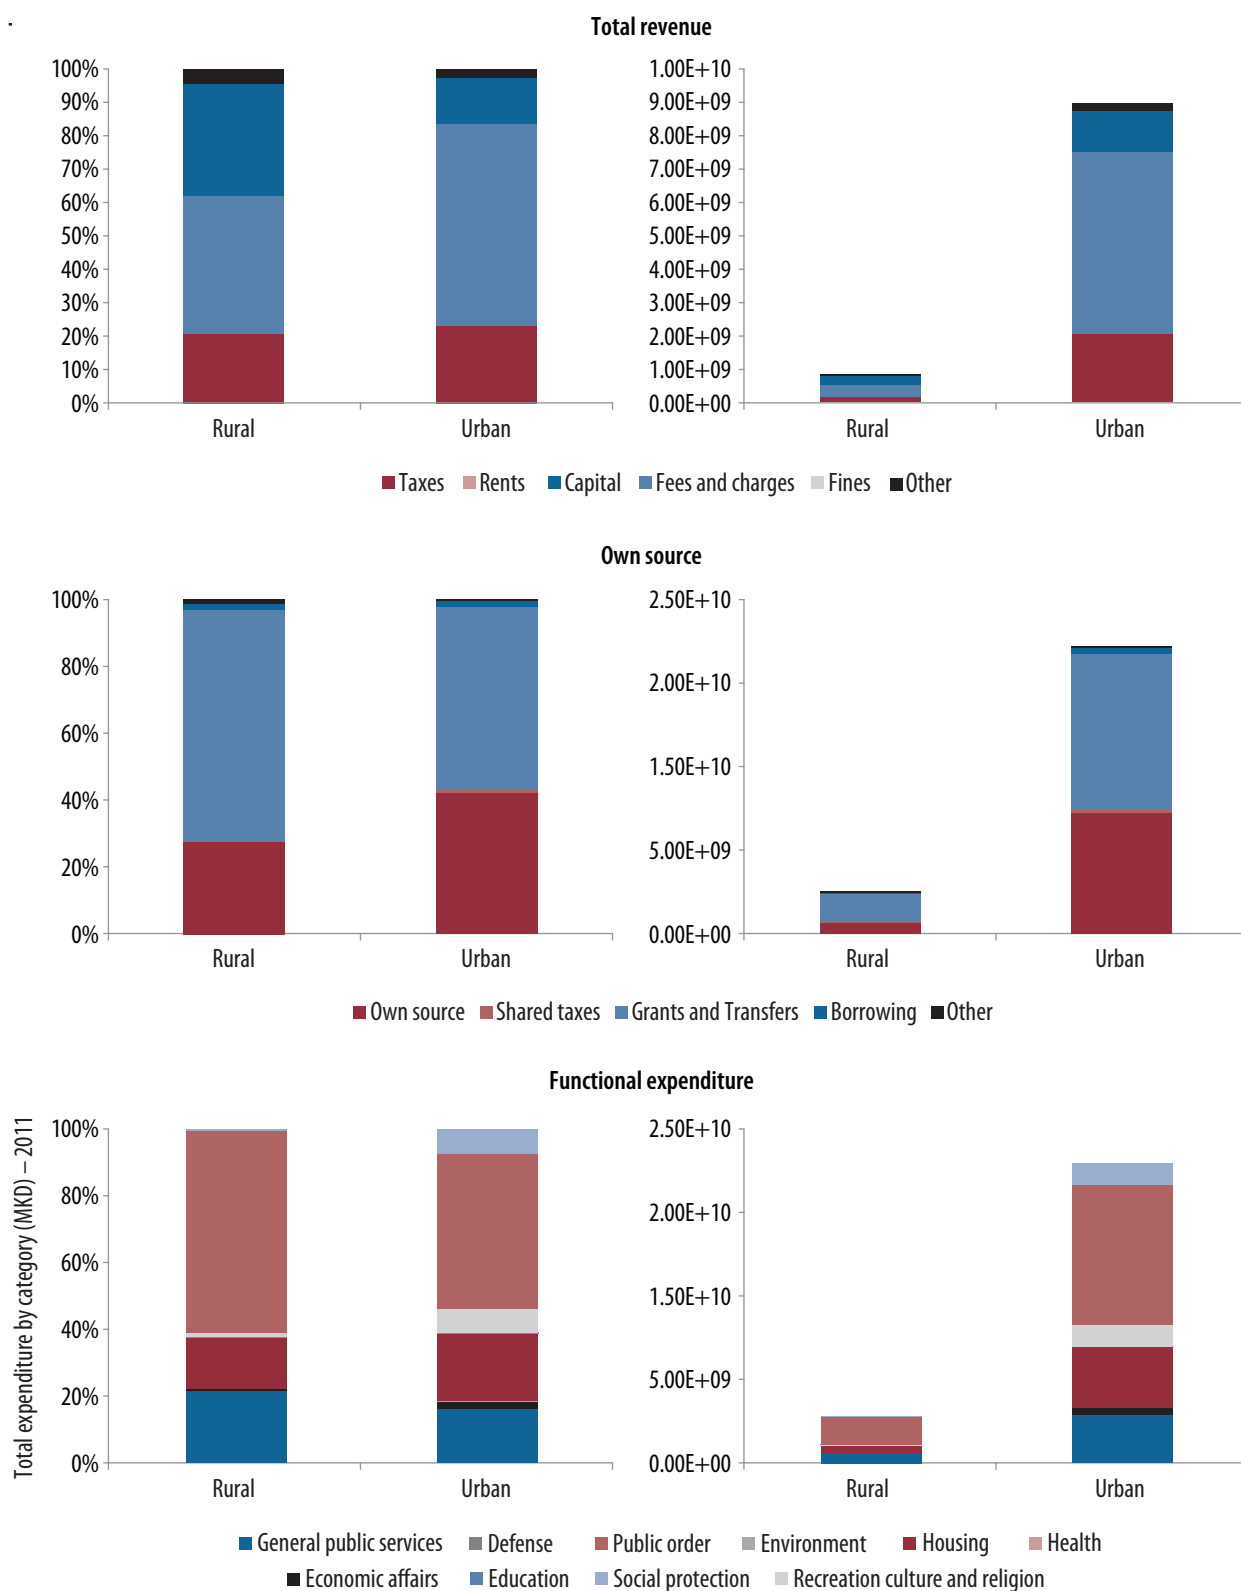 Total revenue
100%
90%
80%
70%
60%
50%
40%
30%
20%
10%
0%
Rural Urban
1.00E+10
9.00E+09
8.00E+09
7.00E+09
6.00E+09
5.00E+09
4.00E+09
3.00E+09
2.00E+09
1.00E+09
0.00E+00
Rural Urban
Taxes Rents Capital Fees and charges Fines Other
Own source
100%
80%
60%
40%
20%
0%
Rural Urban
2.50E+10
2.00E+10
1.50E+10
5.00E+09
0.00E+00
Rural Urban
Own source Shared taxes Grants and Transfers Borrowing Other
Functional expenditure
Total expenditure by category (MKD) – 2011
100%
80%
60%
40%
20%
0%
Rural Urban
2.50E+10
2.00E+10
1.50E+10
5.00E+09
0.00E+00
Rural Urban
General public services Defense Public order Environment Housing Health
Economic affairs Education Social protection Recreation culture and religion